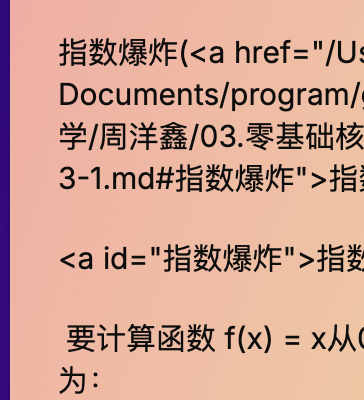 指数爆炸(<a href="/Us
Documents/program/
学/周洋鑫/03.零基础核
3-1.md#指数爆炸">指
<a id="指数爆炸">指数
要计算函数 f(x) = x从
为：